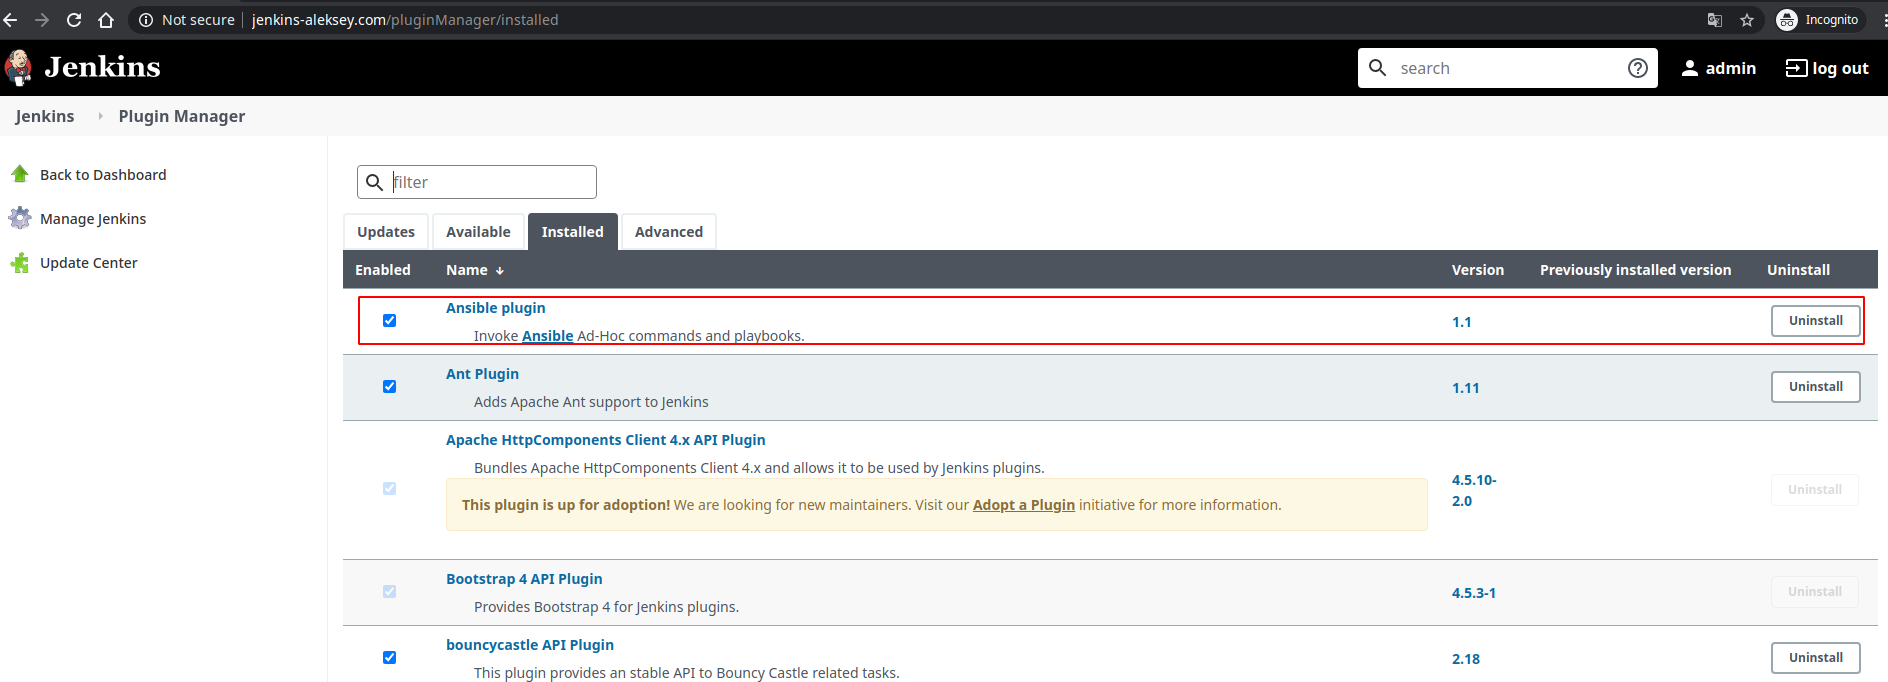 Not secure | jenkins-aleksey.com/pluginManager/installed
Incognito
Jenkins
search
admin
log out
Jenkins
Plugin Manager
Back to Dashboard
Manage Jenkins
Update Center
filter
Updates Available Installed Advanced
Enabled Name ↓ Version Previously installed version Uninstall
Ansible plugin
Invoke Ansible Ad-Hoc commands and playbooks.
1.1
Uninstall
Ant Plugin
Adds Apache Ant support to Jenkins
1.11
Uninstall
Apache HttpComponents Client 4.x API Plugin
Bundles Apache HttpComponents Client 4.x and allows it to be used by Jenkins plugins.
This plugin is up for adoption! We are looking for new maintainers. Visit our Adopt a Plugin initiative for more information.
4.5.10-
2.0
Uninstall
Bootstrap 4 API Plugin
Provides Bootstrap 4 for Jenkins plugins.
4.5.3-1
Uninstall
bouncycastle API Plugin
This plugin provides an stable API to Bouncy Castle related tasks.
2.18
Uninstall